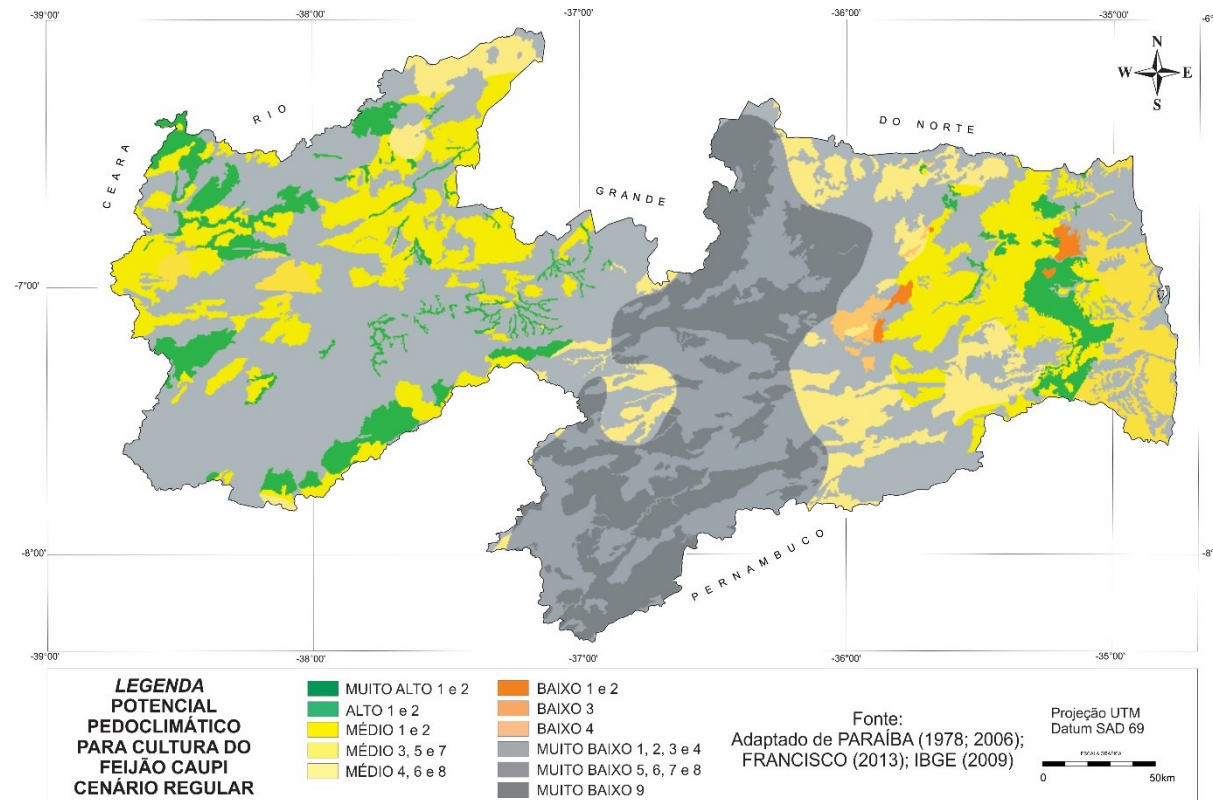 -39°00'
-38°00'
-37°00'
-36°00'
-35°00'
-6°
N
W E
S
RIO
DO NORTE
CEARA
GRANDE
-7°00'
-8°00'
-8°
PERNAMBUCO
-39°00'
-38°00'
-37°00'
-36°00'
-35°00'
LEGENDA
POTENCIAL
PEDOCLIMÁTICO
PARA CULTURA DO
FEIJÃO CAUPI
CENÁRIO REGULAR
MUITO ALTO 1 e 2
ALTO 1 e 2
MÉDIO 1 e 2
MÉDIO 3, 5 e 7
MÉDIO 4, 6 e 8
BAIXO 1 e 2
BAIXO 3
BAIXO 4
MUITO BAIXO 1, 2, 3 e 4
MUITO BAIXO 5, 6, 7 e 8
MUITO BAIXO 9
Fonte:
Adaptado de PARAÍBA (1978; 2006);
FRANCISCO (2013); IBGE (2009)
Projeção UTM
Datum SAD 69
ESCALA GRÁFICA
0 50km